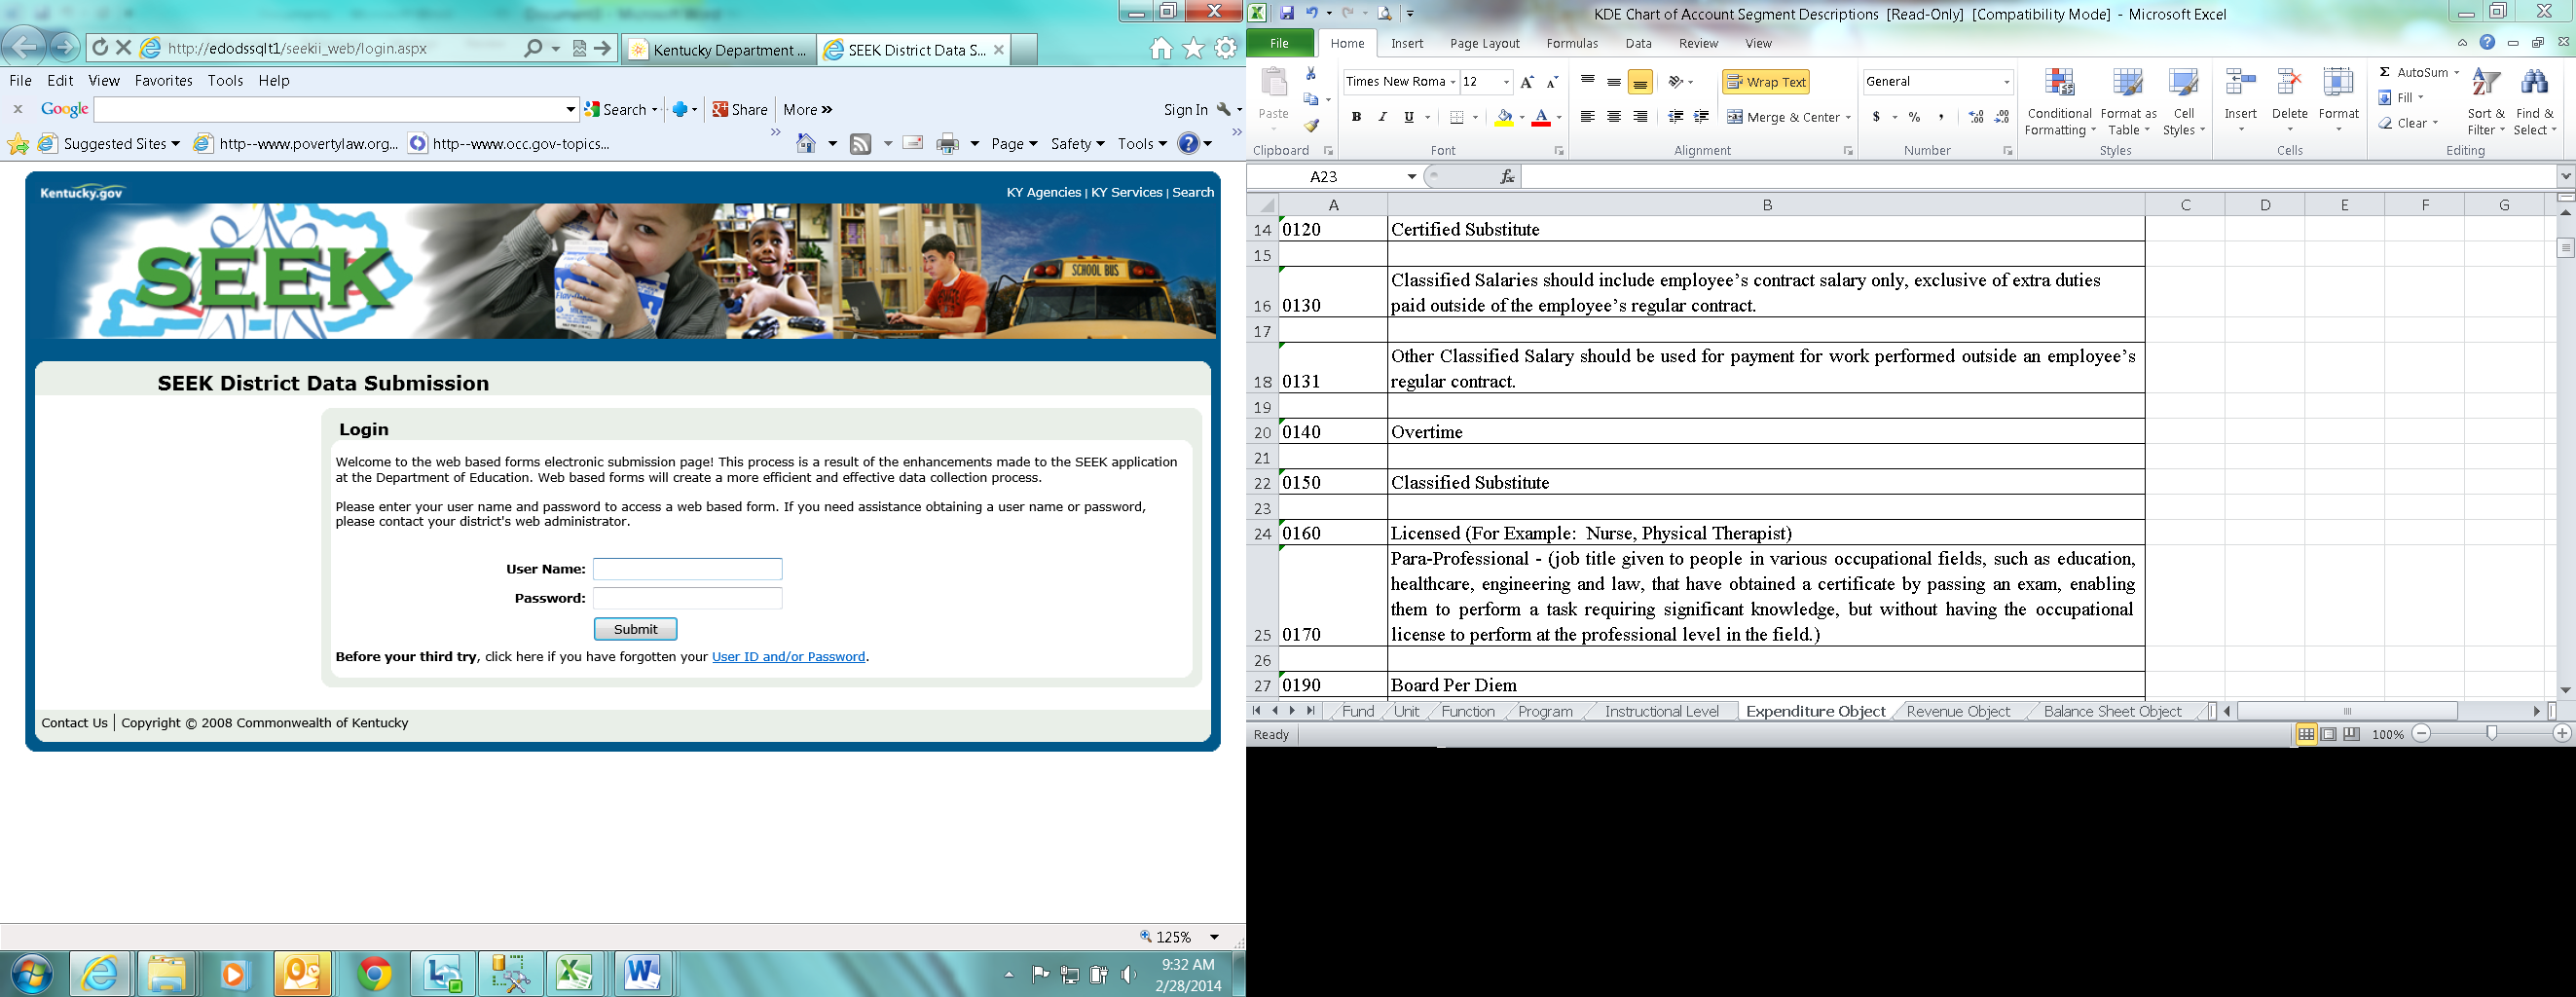 http://edodssqlt1/seekii_web/login.aspx
Kentucky Department ...
SEEK District Data S...
File Edit View Favorites Tools Help
Google Search Share More » Sign In
Suggested Sites http--www.povertylaw.org... http--www.occ.gov-topics... Page Safety Tools
Kentucky.gov
KY Agencies | KY Services | Search
SEEK
SCHOOL BUS
SEEK District Data Submission
Login
Welcome to the web based forms electronic submission page! This process is a result of the enhancements made to the SEEK application
at the Department of Education. Web based forms will create a more efficient and effective data collection process.
Please enter your user name and password to access a web based form. If you need assistance obtaining a user name or password,
please contact your district's web administrator.
User Name:
Password:
Submit
Before your third try, click here if you have forgotten your User ID and/or Password.
Contact Us | Copyright © 2008 Commonwealth of Kentucky
125%
9:32 AM
2/28/2014
KDE Chart of Account Segment Descriptions [Read-Only] [Compatibility Mode] - Microsoft Excel
File Home Insert Page Layout Formulas Data Review View
Paste
Clipboard
Times New Roma 12
B I U
Font
Wrap Text
Merge & Center
Alignment
General
$ % ,
Number
Conditional Formatting
Format as Table
Cell Styles
Styles
Insert Delete Format
Cells
Σ AutoSum
Fill
Clear
Sort & Filter
Find & Select
Editing
A23 fx
A B C D E F G
14 0120 Certified Substitute
15
Classified Salaries should include employee’s contract salary only, exclusive of extra duties
16 0130 paid outside of the employee’s regular contract.
17
Other Classified Salary should be used for payment for work performed outside an employee’s
18 0131 regular contract.
19
20 0140 Overtime
21
22 0150 Classified Substitute
23
24 0160 Licensed (For Example: Nurse, Physical Therapist)
Para-Professional - (job title given to people in various occupational fields, such as education,
healthcare, engineering and law, that have obtained a certificate by passing an exam, enabling
them to perform a task requiring significant knowledge, but without having the occupational
25 0170 license to perform at the professional level in the field.)
26
27 0190 Board Per Diem
Fund Unit Function Program Instructional Level Expenditure Object Revenue Object Balance Sheet Object
Ready 100%